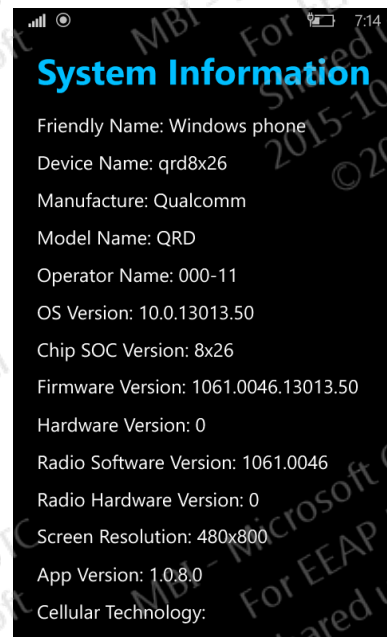 7:14
System Information
Friendly Name: Windows phone
Device Name: qrd8x26
Manufacture: Qualcomm
Model Name: QRD
Operator Name: 000-11
OS Version: 10.0.13013.50
Chip SOC Version: 8x26
Firmware Version: 1061.0046.13013.50
Hardware Version: 0
Radio Software Version: 1061.0046
Radio Hardware Version: 0
Screen Resolution: 480x800
App Version: 1.0.8.0
Cellular Technology:
MBI - Microsoft
For EEAP